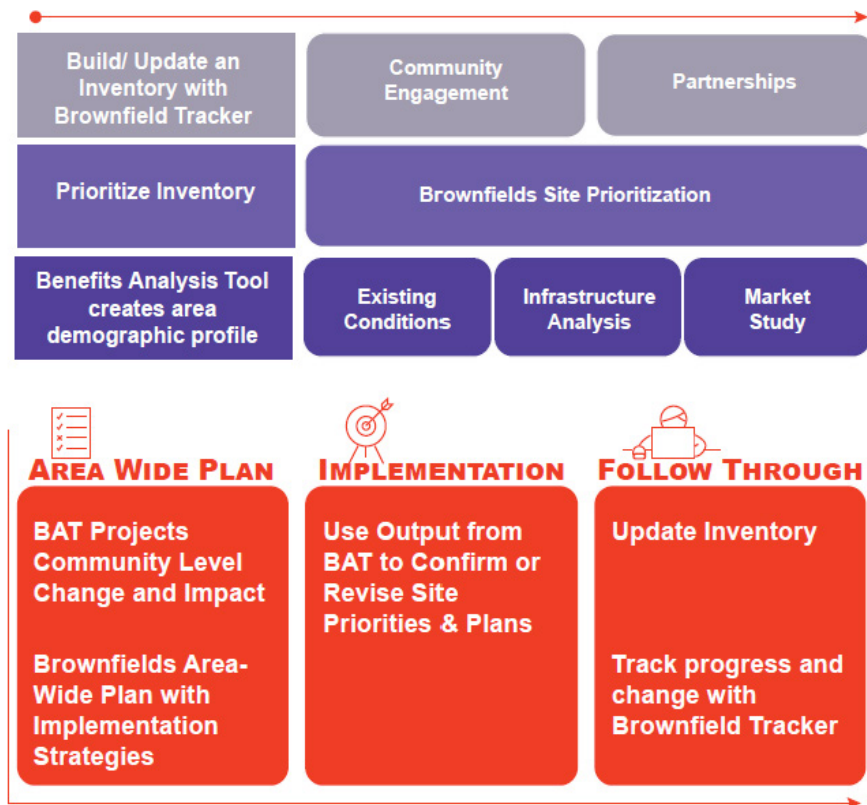 Build/ Update an
Inventory with
Brownfield Tracker
Community
Engagement
Partnerships
Prioritize Inventory
Brownfields Site Prioritization
Benefits Analysis Tool
creates area
demographic profile
Existing
Conditions
Infrastructure
Analysis
Market
Study
AREA WIDE PLAN
BAT Projects
Community Level
Change and Impact
Brownfields Area-
Wide Plan with
Implementation
Strategies
IMPLEMENTATION
Use Output from
BAT to Confirm or
Revise Site
Priorities & Plans
FOLLOW THROUGH
Update Inventory
Track progress and
change with
Brownfield Tracker